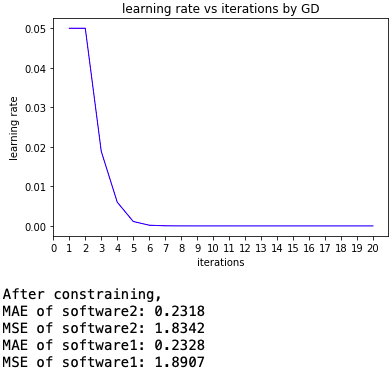 learning rate vs iterations by GD
0.05
0.04
0.03
0.02
0.01
0.00
learning rate
0 1 2 3 4 5 6 7 8 9 10 11 12 13 14 15 16 17 18 19 20
iterations
After constraining,
MAE of software2: 0.2318
MSE of software2: 1.8342
MAE of software1: 0.2328
MSE of software1: 1.8907